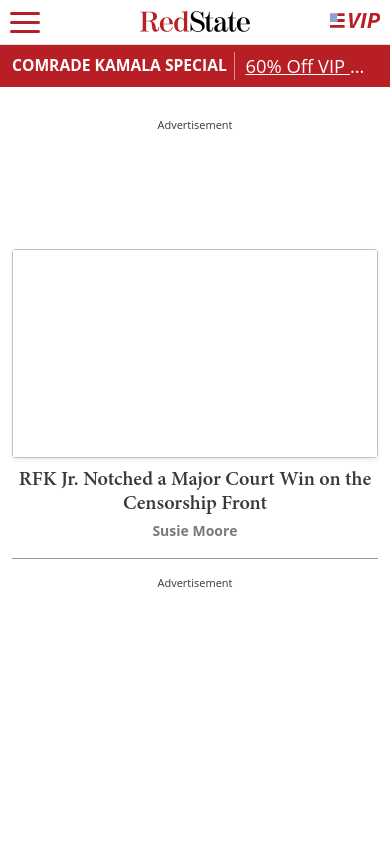 RedState
VIP
COMRADE KAMALA SPECIAL
60% Off VIP ...
Advertisement
RFK Jr. Notched a Major Court Win on the
Censorship Front
Susie Moore
Advertisement